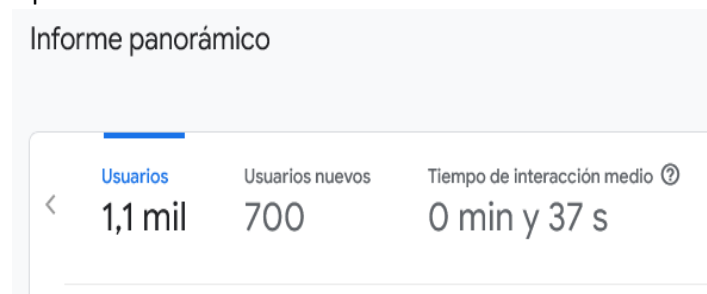 Informe panorámico
Usuarios
Usuarios nuevos
Tiempo de interacción medio
1,1 mil
700
0 min y 37 s